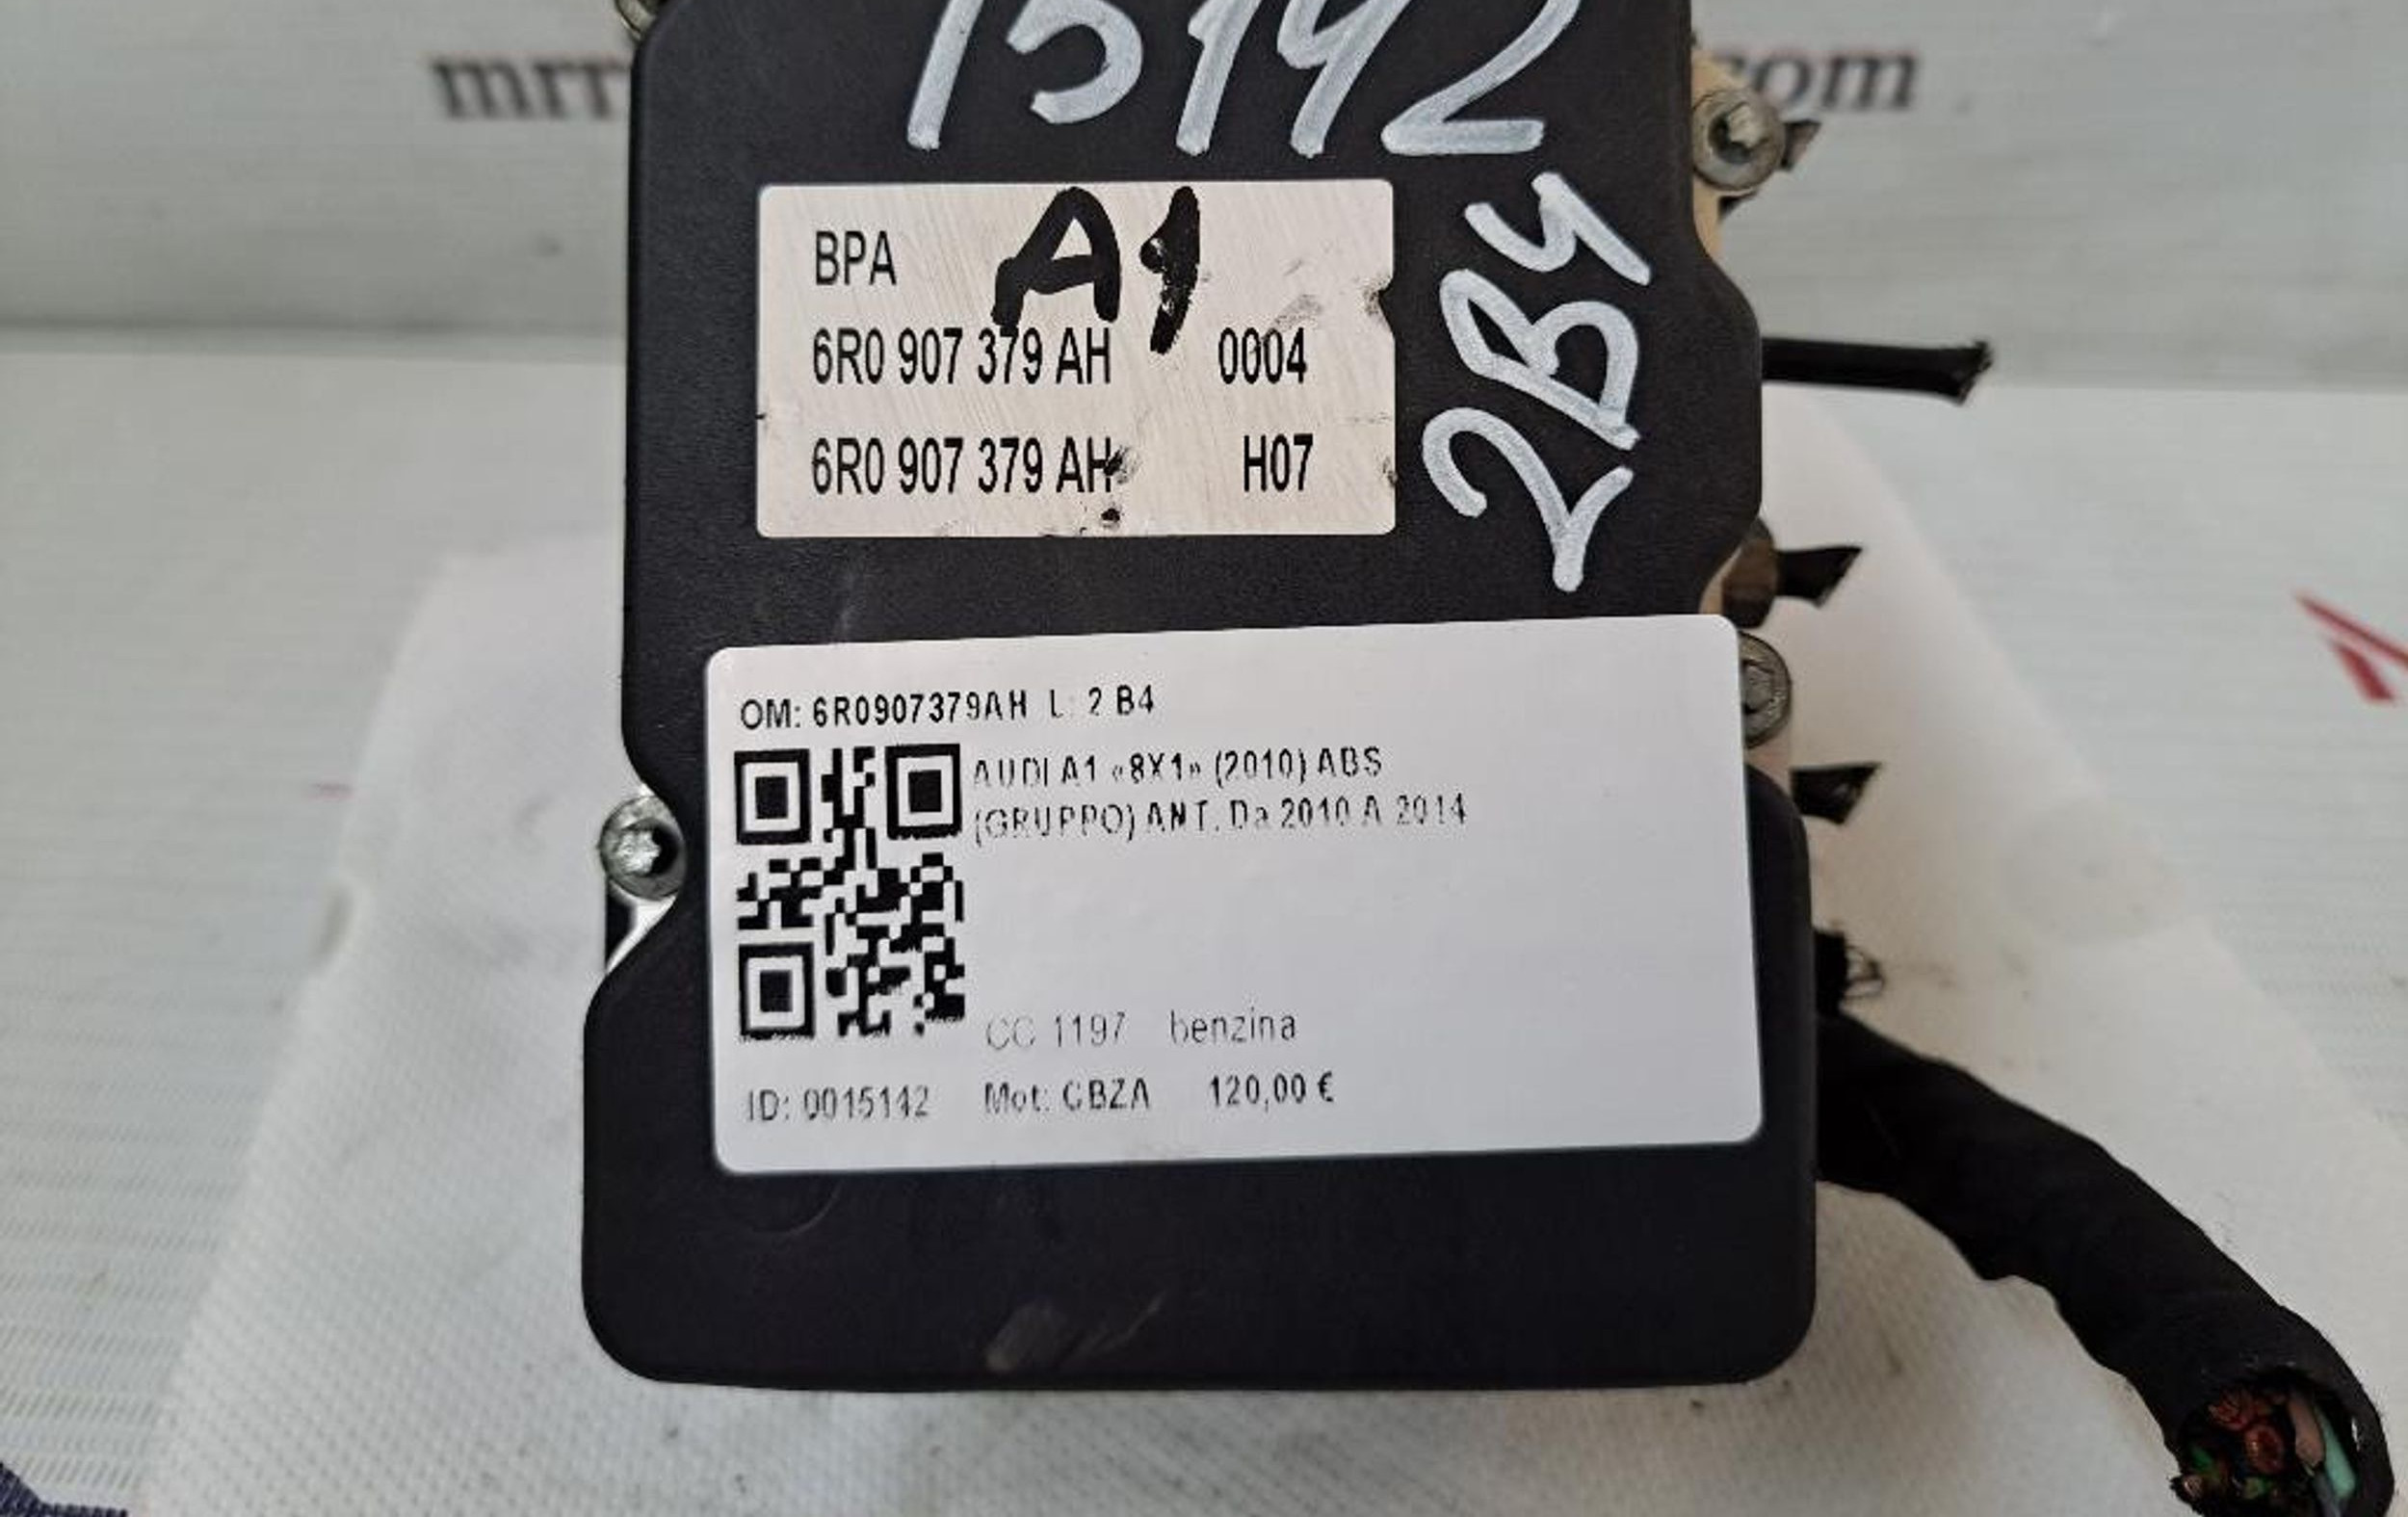 15142
BPA A1
6R0 907 379 AH 0004
6R0 907 379 AH H07
2B4
OM: 6R0907379AH L: 2 B4
AUDI A1 «8X1» (2010) ABS
(GRUPPO) ANT. Da 2010 A 2014
CC 1197 benzina
ID: 0015142 Mot: CBZA 120,00 €